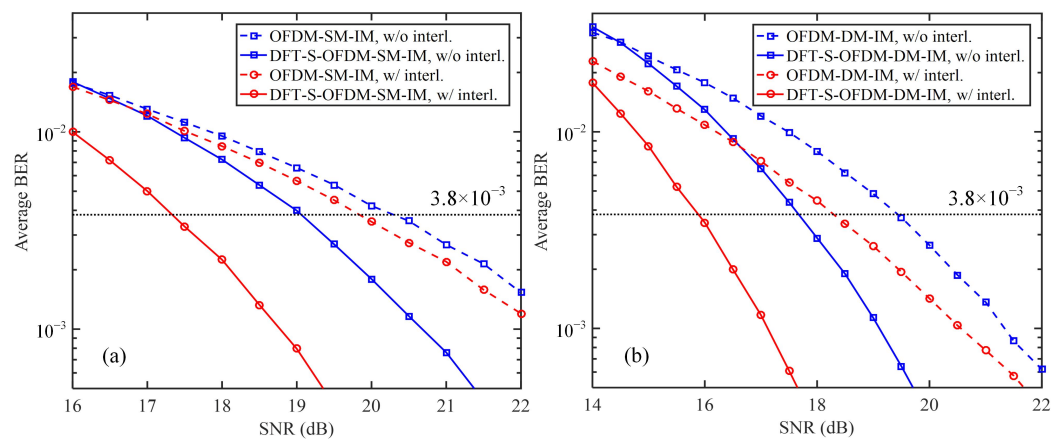 OFDM-SM-IM, w/o interl.
DFT-S-OFDM-SM-IM, w/o interl.
OFDM-SM-IM, w/ interl.
DFT-S-OFDM-SM-IM, w/ interl.
10⁻²
3.8×10⁻³
10⁻³
Average BER
(a)
16 17 18 19 20 21 22
SNR (dB)
OFDM-DM-IM, w/o interl.
DFT-S-OFDM-DM-IM, w/o interl.
OFDM-DM-IM, w/ interl.
DFT-S-OFDM-DM-IM, w/ interl.
10⁻²
3.8×10⁻³
10⁻³
Average BER
(b)
14 16 18 20 22
SNR (dB)